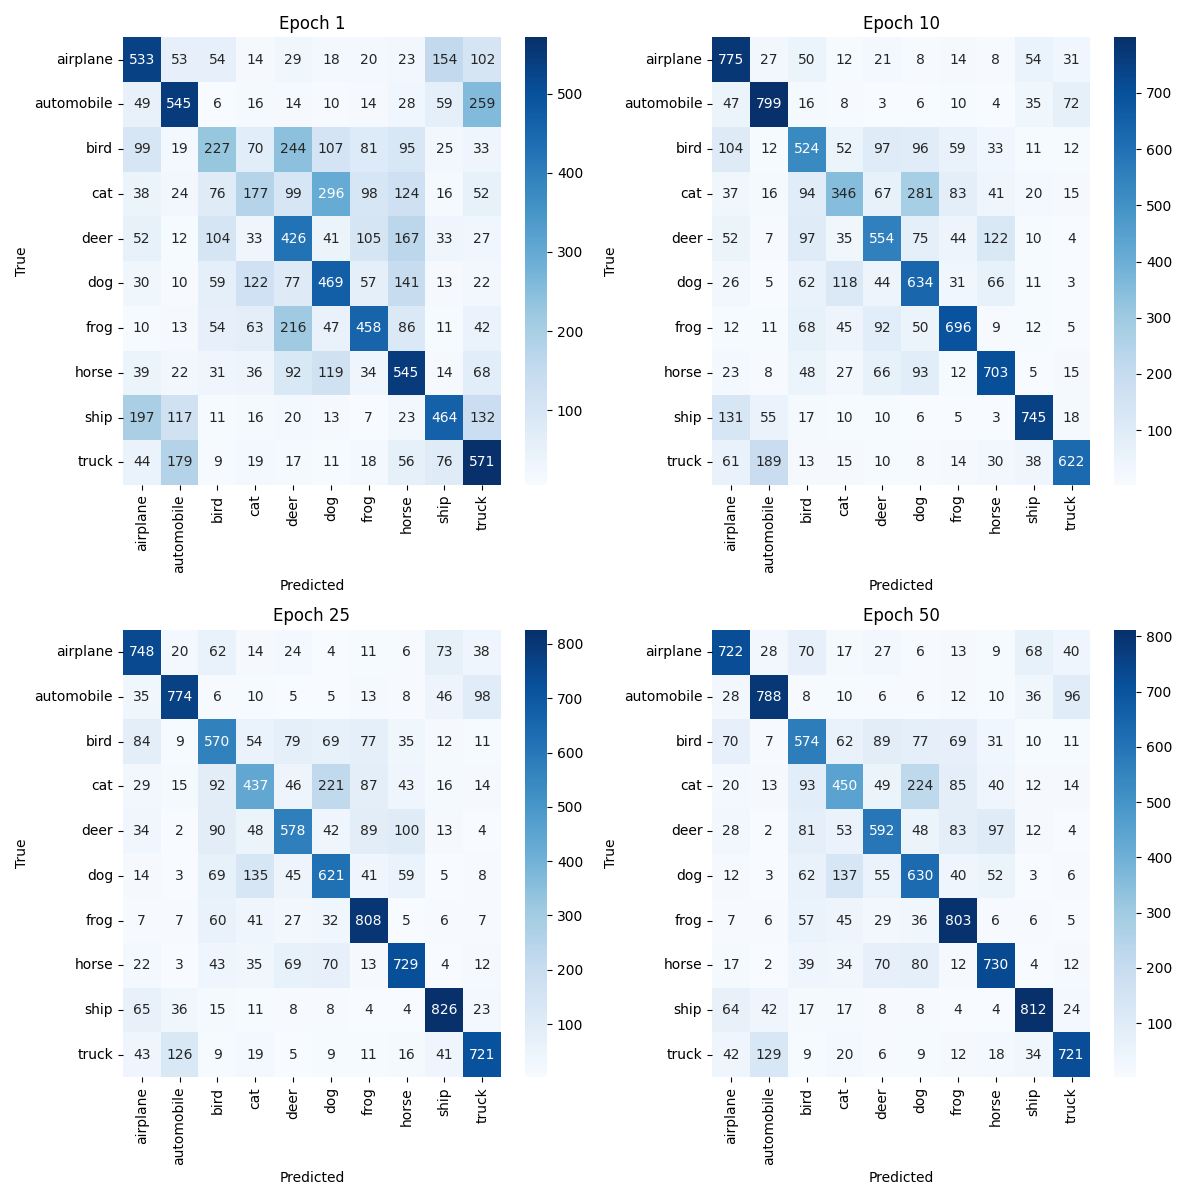 Epoch 1
True
airplane 533 53 54 14 29 18 20 23 154 102
automobile 49 545 6 16 14 10 14 28 59 259
bird 99 19 227 70 244 107 81 95 25 33
cat 38 24 76 177 99 296 98 124 16 52
deer 52 12 104 33 426 41 105 167 33 27
dog 30 10 59 122 77 469 57 141 13 22
frog 10 13 54 63 216 47 458 86 11 42
horse 39 22 31 36 92 119 34 545 14 68
ship 197 117 11 16 20 13 7 23 464 132
truck 44 179 9 19 17 11 18 56 76 571
airplane automobile bird cat deer dog frog horse ship truck
Predicted
500
400
300
200
100
Epoch 10
True
airplane 775 27 50 12 21 8 14 8 54 31
automobile 47 799 16 8 3 6 10 4 35 72
bird 104 12 524 52 97 96 59 33 11 12
cat 37 16 94 346 67 281 83 41 20 15
deer 52 7 97 35 554 75 44 122 10 4
dog 26 5 62 118 44 634 31 66 11 3
frog 12 11 68 45 92 50 696 9 12 5
horse 23 8 48 27 66 93 12 703 5 15
ship 131 55 17 10 10 6 5 3 745 18
truck 61 189 13 15 10 8 14 30 38 622
airplane automobile bird cat deer dog frog horse ship truck
Predicted
700
600
500
400
300
200
100
Epoch 25
True
airplane 748 20 62 14 24 4 11 6 73 38
automobile 35 774 6 10 5 5 13 8 46 98
bird 84 9 570 54 79 69 77 35 12 11
cat 29 15 92 437 46 221 87 43 16 14
deer 34 2 90 48 578 42 89 100 13 4
dog 14 3 69 135 45 621 41 59 5 8
frog 7 7 60 41 27 32 808 5 6 7
horse 22 3 43 35 69 70 13 729 4 12
ship 65 36 15 11 8 8 4 4 826 23
truck 43 126 9 19 5 9 11 16 41 721
airplane automobile bird cat deer dog frog horse ship truck
Predicted
800
700
600
500
400
300
200
100
Epoch 50
True
airplane 722 28 70 17 27 6 13 9 68 40
automobile 28 788 8 10 6 6 12 10 36 96
bird 70 7 574 62 89 77 69 31 10 11
cat 20 13 93 450 49 224 85 40 12 14
deer 28 2 81 53 592 48 83 97 12 4
dog 12 3 62 137 55 630 40 52 3 6
frog 7 6 57 45 29 36 803 6 6 5
horse 17 2 39 34 70 80 12 730 4 12
ship 64 42 17 17 8 8 4 4 812 24
truck 42 129 9 20 6 9 12 18 34 721
airplane automobile bird cat deer dog frog horse ship truck
Predicted
800
700
600
500
400
300
200
100